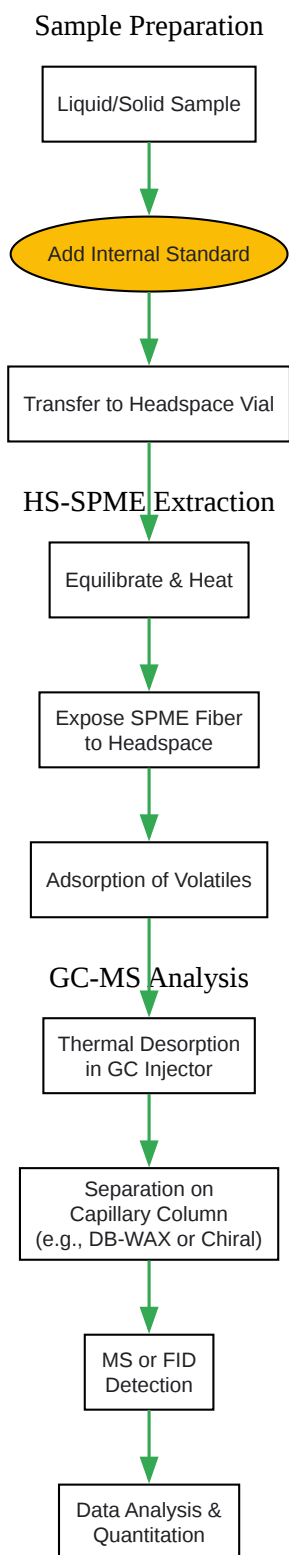 Sample Preparation
Liquid/Solid Sample
Add Internal Standard
Transfer to Headspace Vial
HS-SPME Extraction
Equilibrate & Heat
Expose SPME Fiber
to Headspace
Adsorption of Volatiles
GC-MS Analysis
Thermal Desorption
in GC Injector
Separation on
Capillary Column
(e.g., DB-WAX or Chiral)
MS or FID
Detection
Data Analysis &
Quantitation